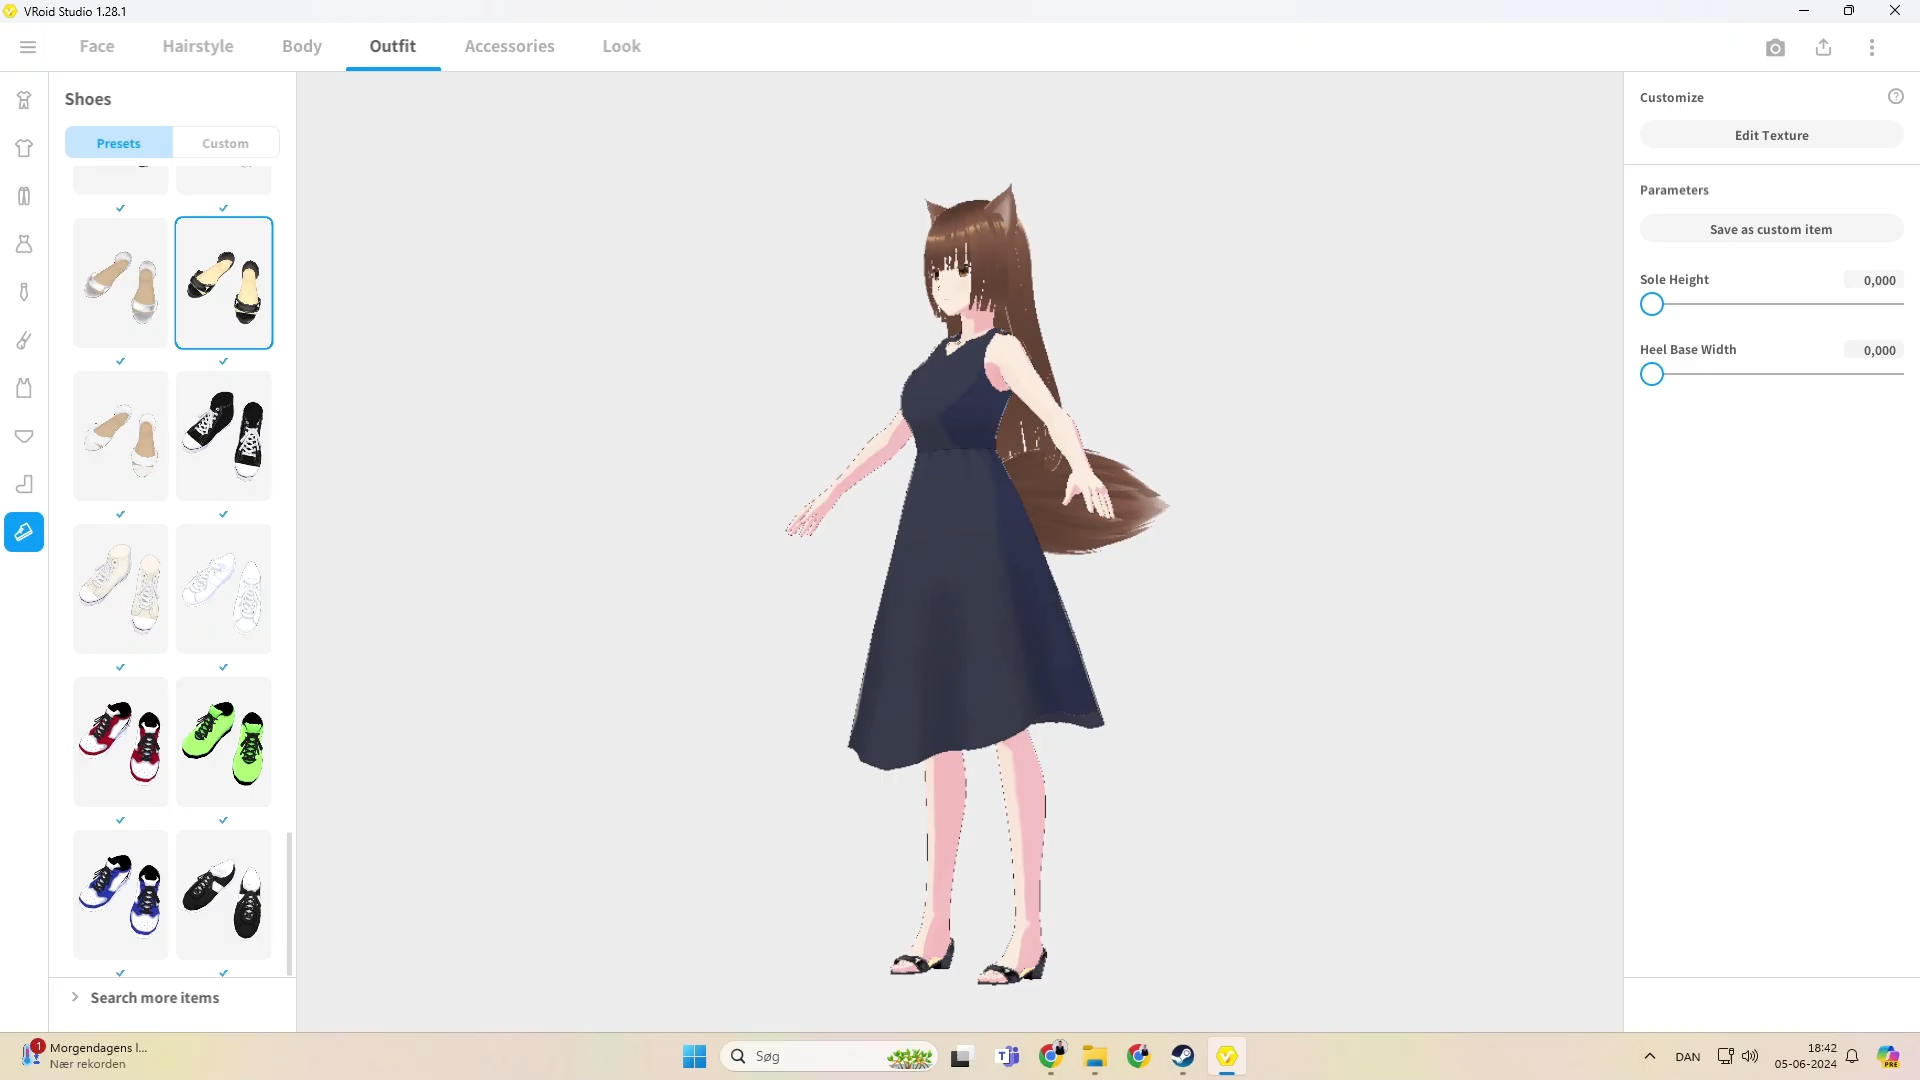 VRoid Studio 1.28.1
Face
Hairstyle
Body
Outfit
Accessories
Look
Shoes
Presets
Custom
Search more items
Customize
Edit Texture
Parameters
Save as custom item
Sole Height 0,000
Heel Base Width 0,000
1
Morgendagens l...
Nær rekorden
Søg
DAN
18:42
05-06-2024
PRE